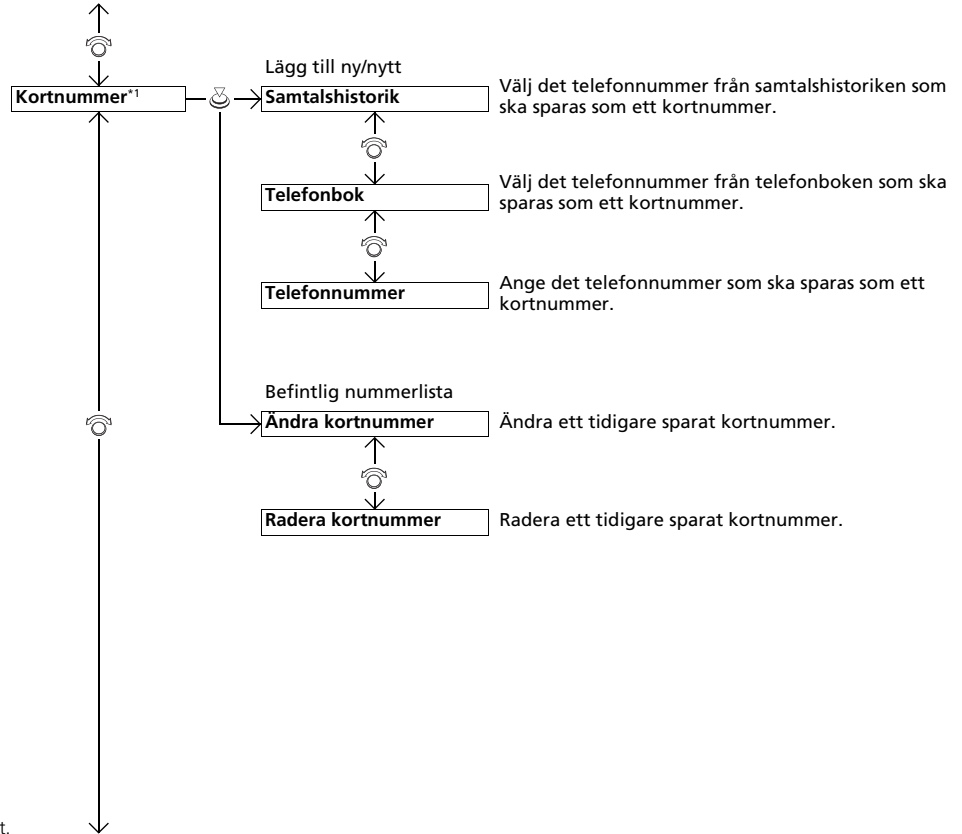 Lägg till ny/nytt
Kortnummer*1
Samtalshistorik
Välj det telefonnummer från samtalshistoriken som
ska sparas som ett kortnummer.
Telefonbok
Välj det telefonnummer från telefonboken som ska
sparas som ett kortnummer.
Telefonnummer
Ange det telefonnummer som ska sparas som ett
kortnummer.
Befintlig nummerlista
Ändra kortnummer
Ändra ett tidigare sparat kortnummer.
Radera kortnummer
Radera ett tidigare sparat kortnummer.
t.